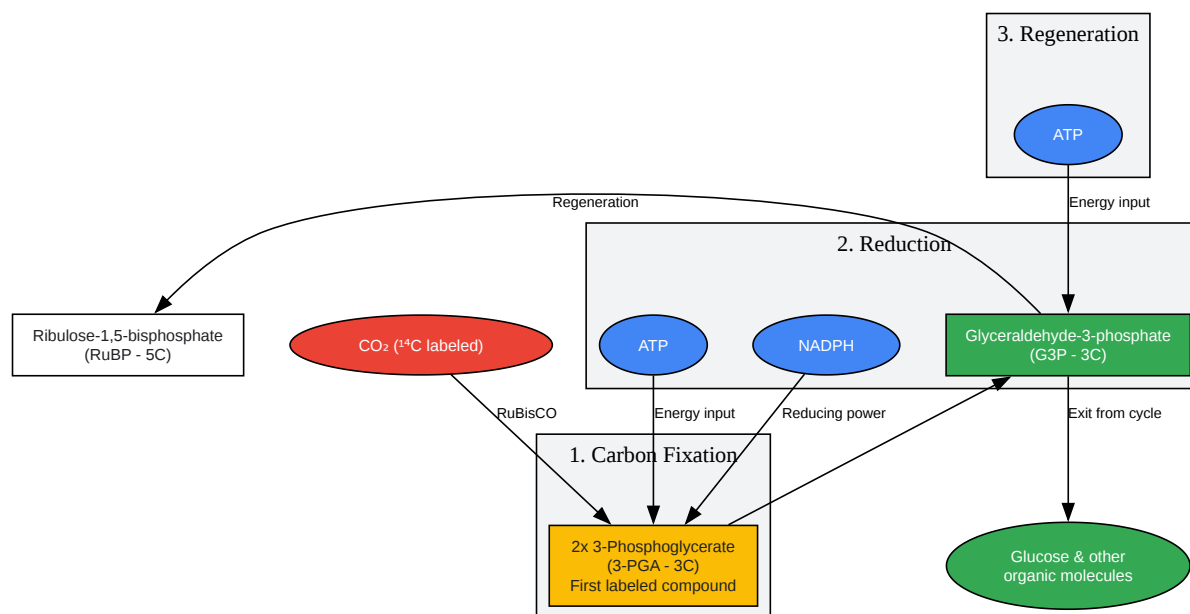 3. Regeneration
ATP
Regeneration
Energy input
2. Reduction
Ribulose-1,5-bisphosphate
(RuBP - 5C)
CO₂ (¹⁴C labeled)
ATP
NADPH
Glyceraldehyde-3-phosphate
(G3P - 3C)
RuBisCO
Energy input
Reducing power
Exit from cycle
1. Carbon Fixation
2x 3-Phosphoglycerate
(3-PGA - 3C)
First labeled compound
Glucose & other
organic molecules